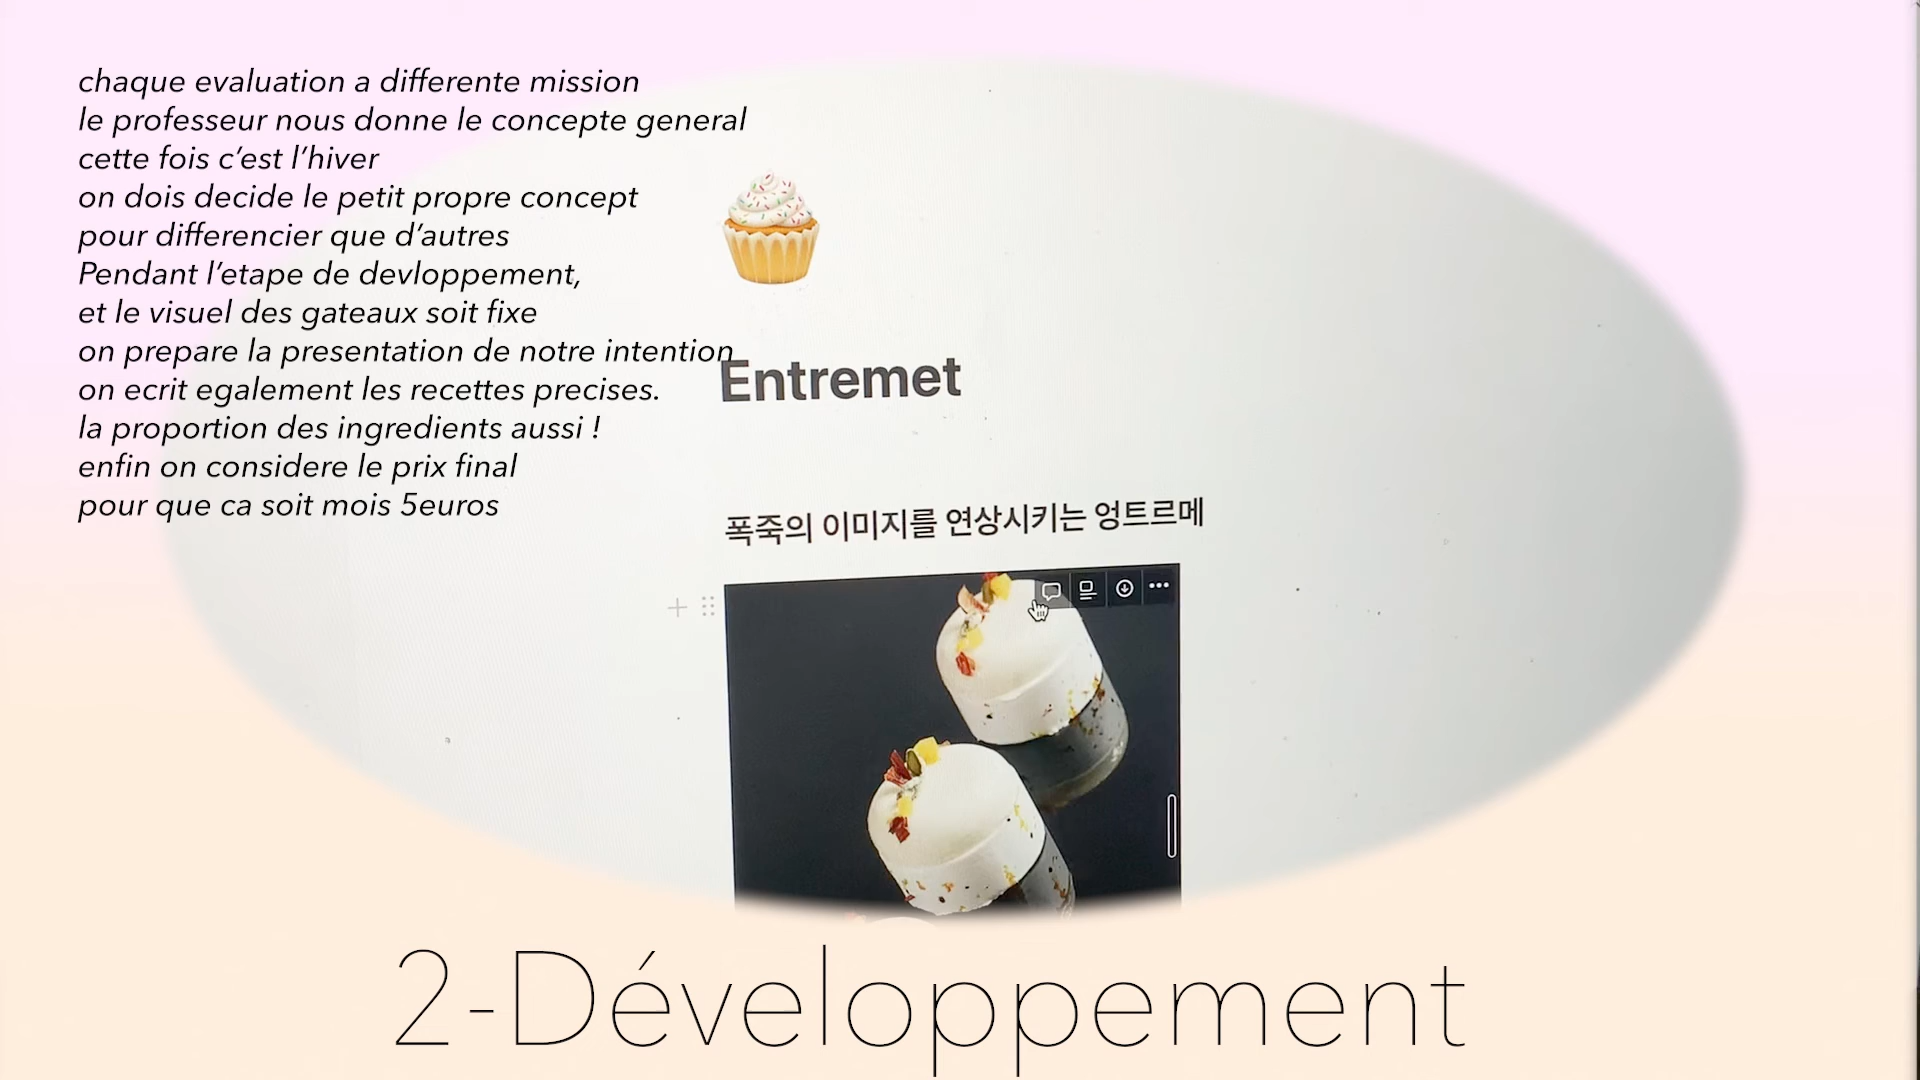 chaque evaluation a differente mission
le professeur nous donne le concepte general
cette fois c’est l’hiver
on dois decide le petit propre concept
pour differencier que d’autres
Pendant l’etape de devloppement,
et le visuel des gateaux soit fixe
on prepare la presentation de notre intention
on ecrit egalement les recettes precises.
la proportion des ingredients aussi !
enfin on considere le prix final
pour que ca soit mois 5euros
Entremet
폭죽의 이미지를 연상시키는 엉트르메
2-Développement